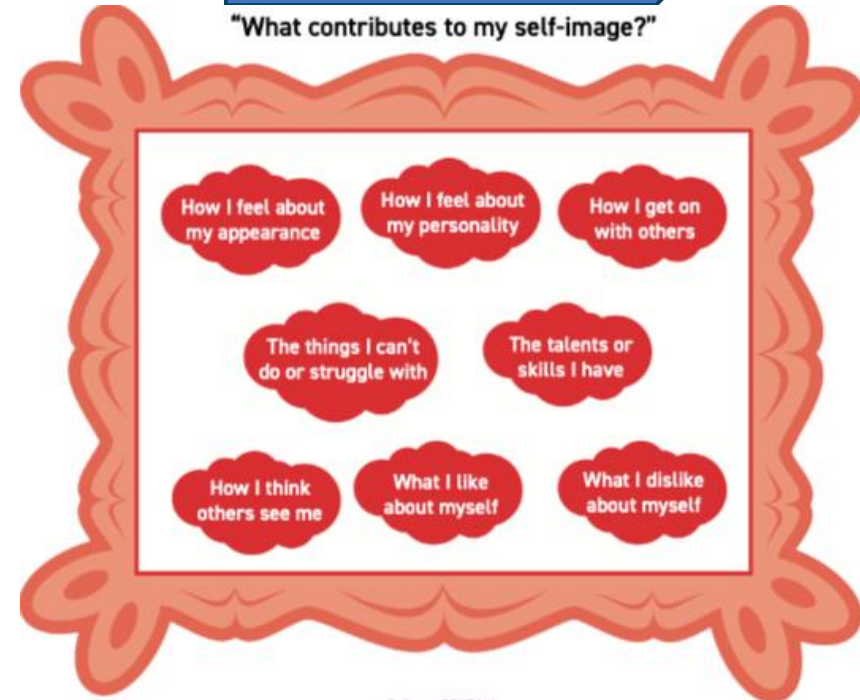 “What contributes to my self-image?”
How I feel about
my appearance
How I feel about
my personality
How I get on
with others
The things I can't
do or struggle with
The talents or
skills I have
How I think
others see me
What I like
about myself
What I dislike
about myself